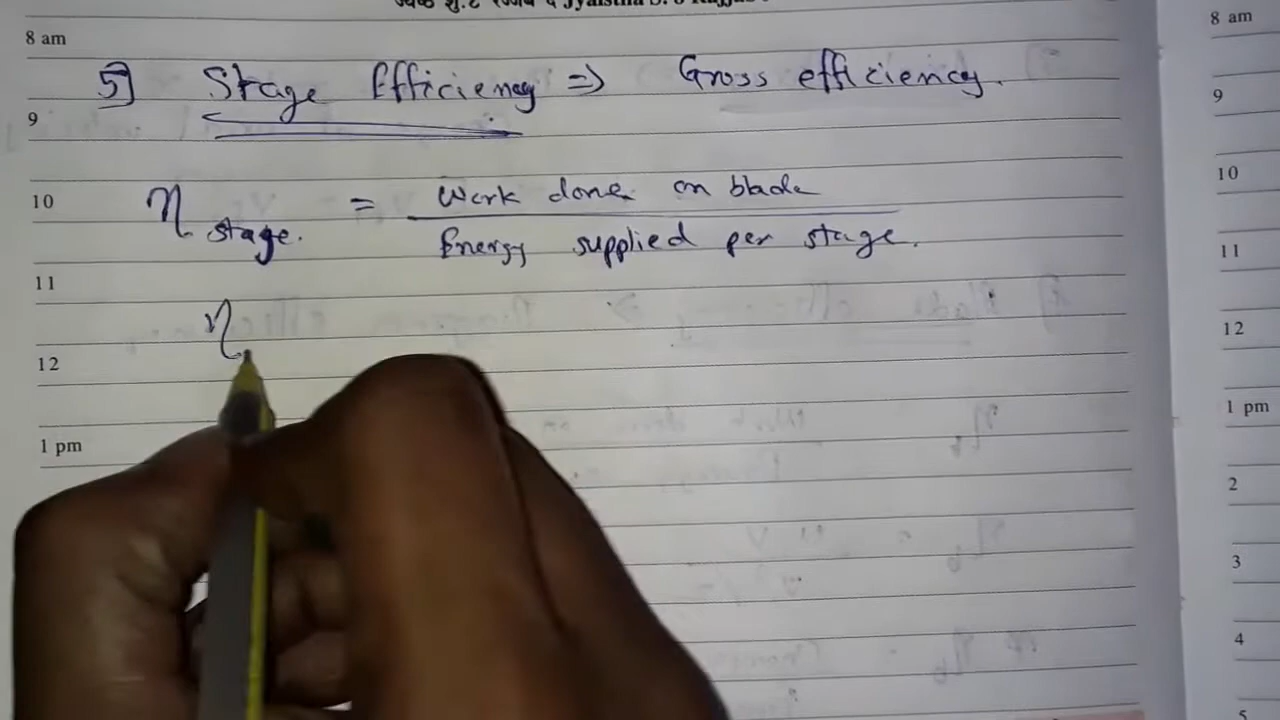 8 am
5] Stage Efficiency ⇒ Gross efficiency.
9
10 η stage. = Work done on blade
Energy supplied per stage.
11
η
12
1 pm
8 am
9
10
11
12
1 pm
2
3
4
5